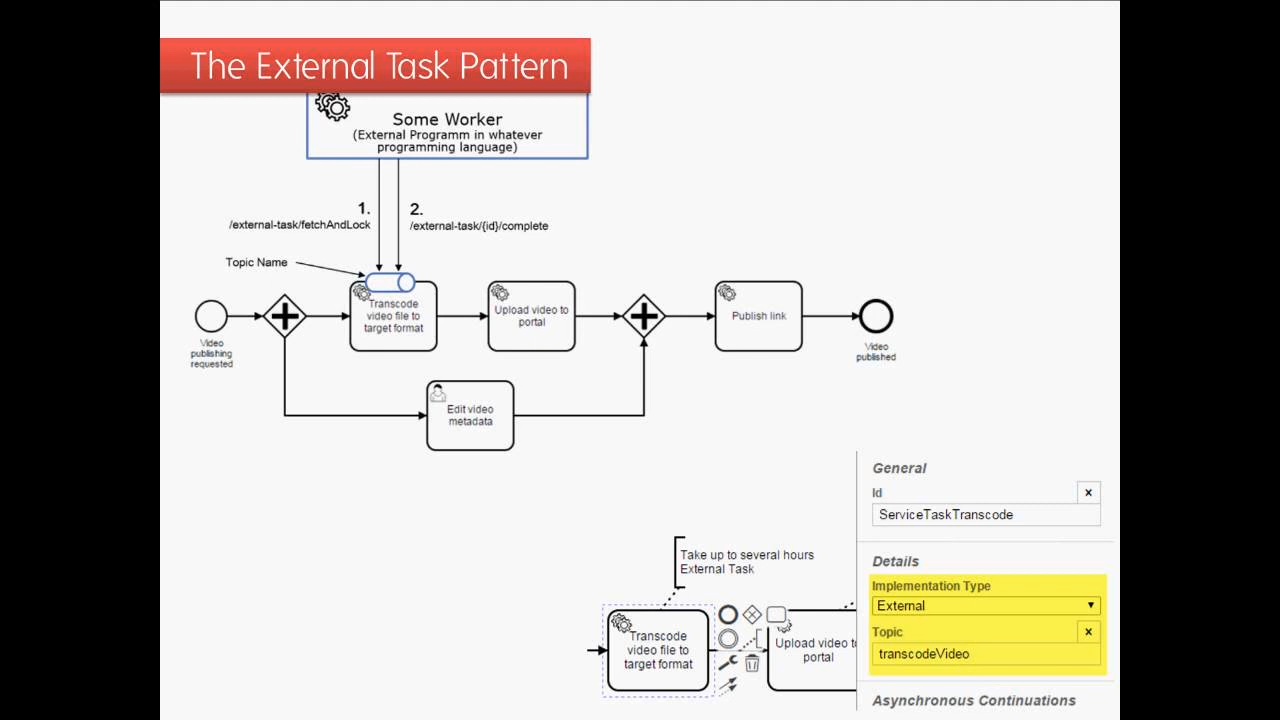 The External Task Pattern
Some Worker
(External Programm in whatever
programming language)
1.
/external-task/fetchAndLock
2.
/external-task/{id}/complete
Topic Name
Video
publishing
requested
Transcode
video file to
target format
Upload video to
portal
Publish link
Video
published
Edit video
metadata
Take up to several hours
External Task
Transcode
video file to
target format
Upload video to
portal
General
Id
x
ServiceTaskTranscode
Details
Implementation Type
External
Topic
x
transcodeVideo
Asynchronous Continuations